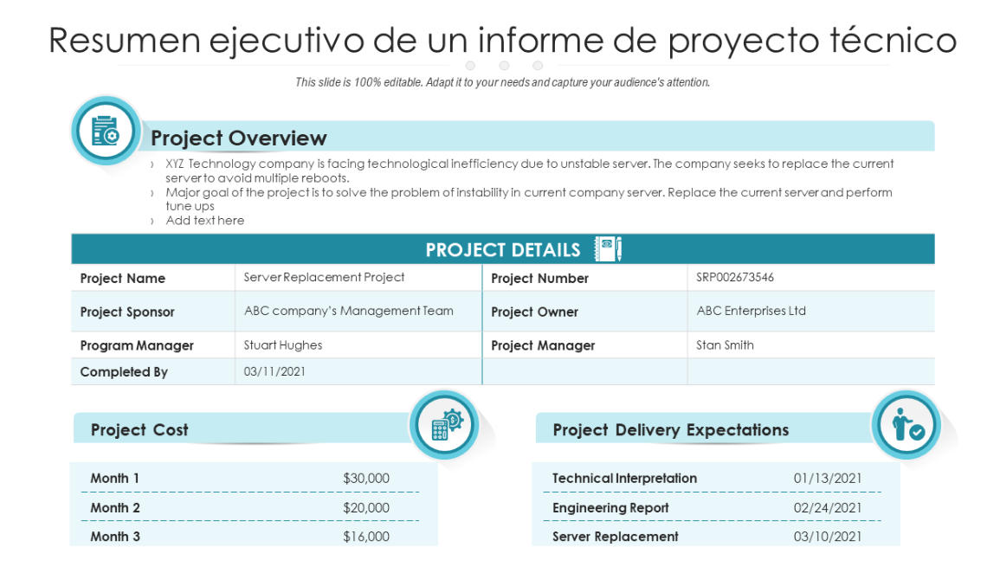 Resumen ejecutivo de un informe de proyecto técnico
This slide is 100% editable. Adapt it to your needs and capture your audience's attention.
Project Overview
› XYZ Technology company is facing technological inefficiency due to unstable server. The company seeks to replace the current
server to avoid multiple reboots.
› Major goal of the project is to solve the problem of instability in current company server. Replace the current server and perform
tune ups
› Add text here
PROJECT DETAILS
Project Name Server Replacement Project Project Number SRP002673546
Project Sponsor ABC company's Management Team Project Owner ABC Enterprises Ltd
Program Manager Stuart Hughes Project Manager Stan Smith
Completed By 03/11/2021
Project Cost
Month 1 $30,000
Month 2 $20,000
Month 3 $16,000
Project Delivery Expectations
Technical Interpretation 01/13/2021
Engineering Report 02/24/2021
Server Replacement 03/10/2021